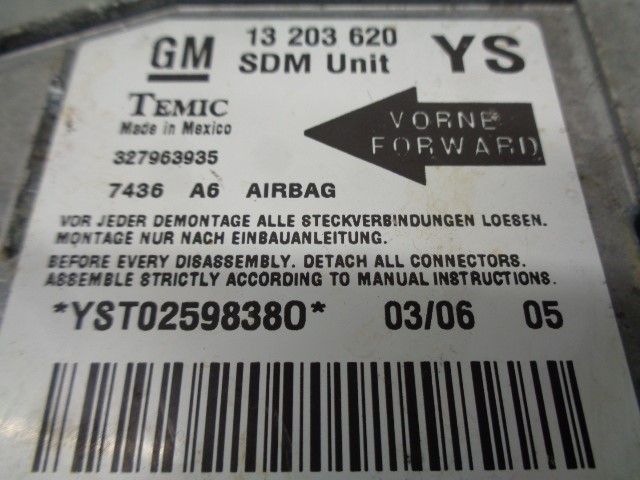 GM 13 203 620 YS
SDM Unit
TEMIC
Made in Mexico
VORNE
FORWARD
327963935
7436 A6 AIRBAG
VOR JEDER DEMONTAGE ALLE STECKVERBINDUNGEN LOESEN.
MONTAGE NUR NACH EINBAUANLEITUNG.
BEFORE EVERY DISASSEMBLY. DETACH ALL CONNECTORS.
ASSEMBLE STRICTLY ACCORDING TO MANUAL INSTRUCTIONS.
*YST02598380* 03/06 05